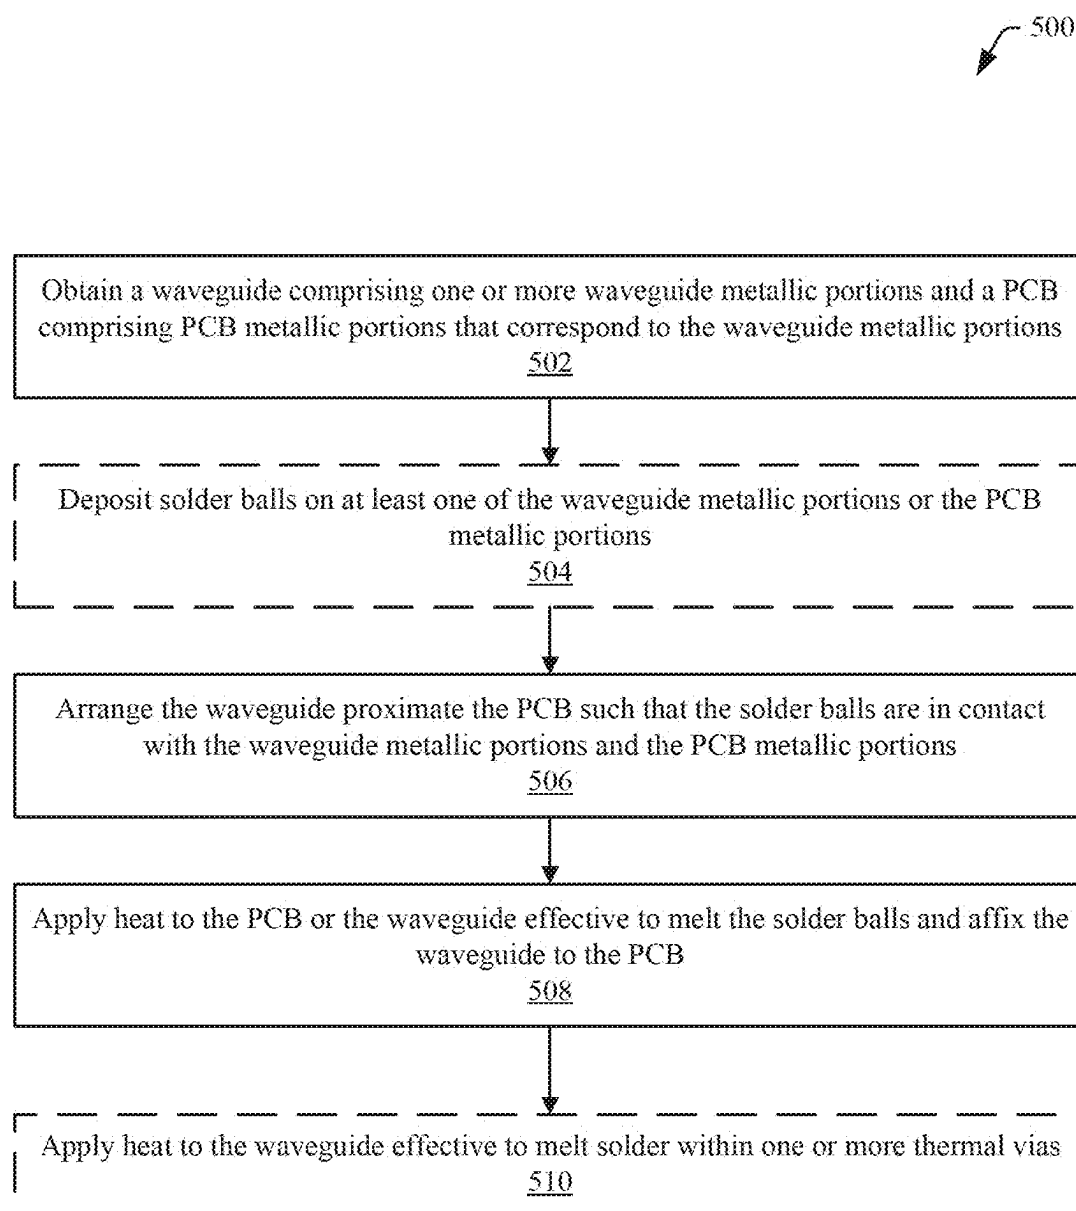 500
Obtain a waveguide comprising one or more waveguide metallic portions and a PCB
comprising PCB metallic portions that correspond to the waveguide metallic portions
502
Deposit solder balls on at least one of the waveguide metallic portions or the PCB
metallic portions
504
Arrange the waveguide proximate the PCB such that the solder balls are in contact
with the waveguide metallic portions and the PCB metallic portions
506
Apply heat to the PCB or the waveguide effective to melt the solder balls and affix the
waveguide to the PCB
508
Apply heat to the waveguide effective to melt solder within one or more thermal vias
510